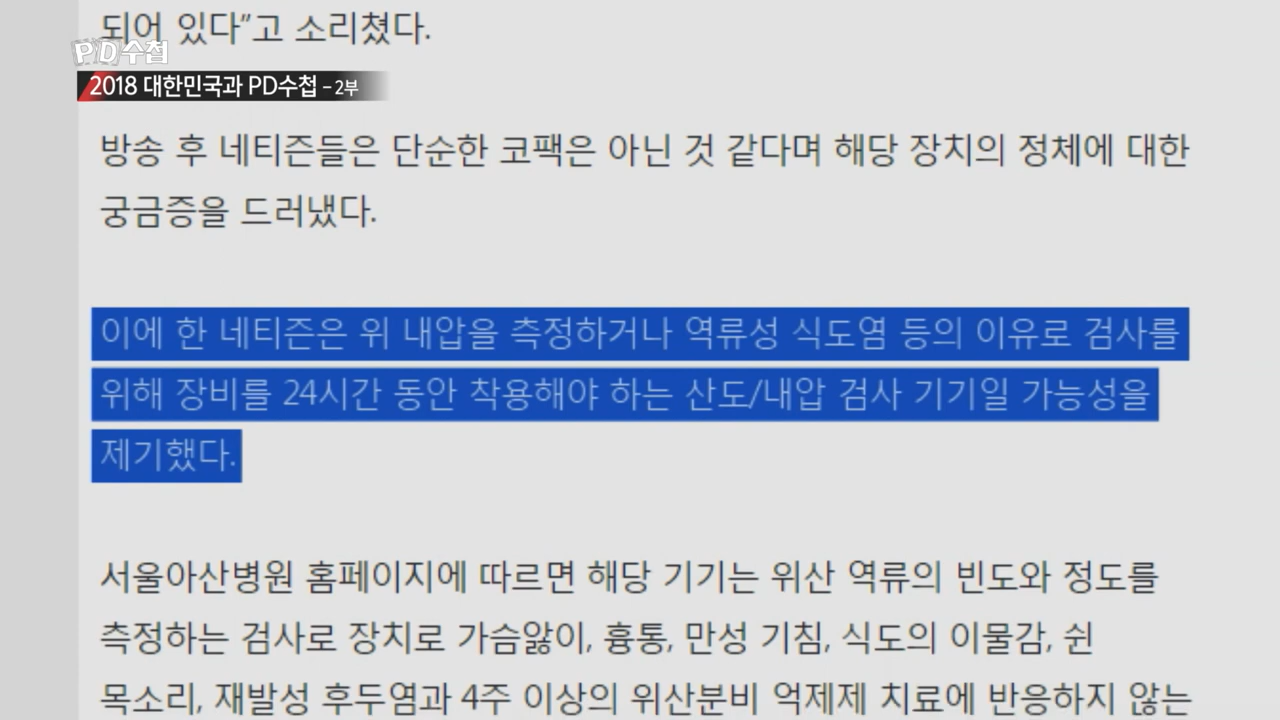 되어 있다"고 소리쳤다.
PD수첩
2018 대한민국과 PD수첩 - 2부
방송 후 네티즌들은 단순한 코팩은 아닌 것 같다며 해당 장치의 정체에 대한
궁금증을 드러냈다.
이에 한 네티즌은 위 내압을 측정하거나 역류성 식도염 등의 이유로 검사를
위해 장비를 24시간 동안 착용해야 하는 산도/내압 검사 기기일 가능성을
제기했다.
서울아산병원 홈페이지에 따르면 해당 기기는 위산 역류의 빈도와 정도를
측정하는 검사로 장치로 가슴앓이, 흉통, 만성 기침, 식도의 이물감, 쉰
목소리, 재발성 후두염과 4주 이상의 위산분비 억제제 치료에 반응하지 않는